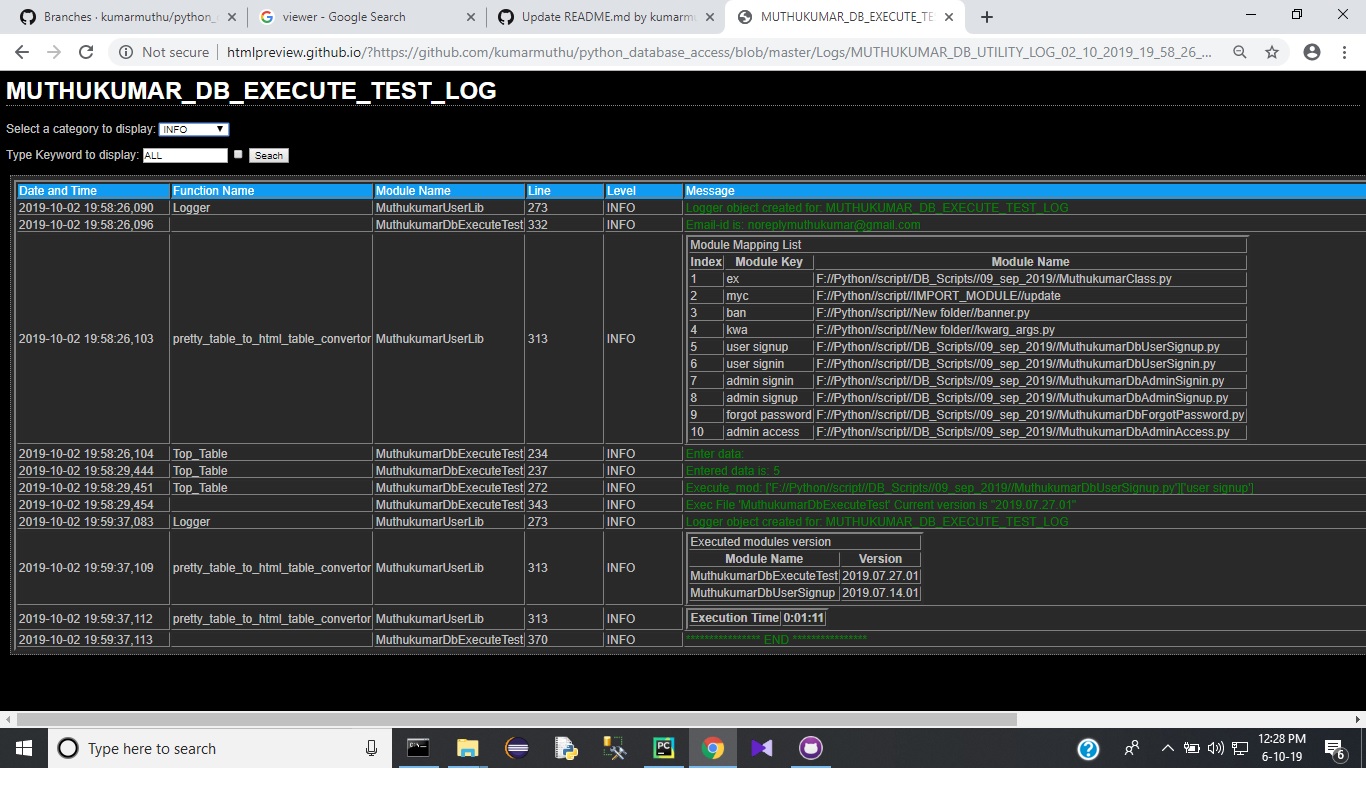 Branches · kumarmuthu/python_
viewer - Google Search
Update README.md by kumarm
MUTHUKUMAR_DB_EXECUTE_TE
Not secure
htmlpreview.github.io/?https://github.com/kumarmuthu/python_database_access/blob/master/Logs/MUTHUKUMAR_DB_UTILITY_LOG_02_10_2019_19_58_26_...
MUTHUKUMAR_DB_EXECUTE_TEST_LOG
Select a category to display: INFO
Type Keyword to display: ALL Seach
Date and Time Function Name Module Name Line Level Message
2019-10-02 19:58:26,090 Logger MuthukumarUserLib 273 INFO Logger object created for: MUTHUKUMAR_DB_EXECUTE_TEST_LOG
2019-10-02 19:58:26,096 MuthukumarDbExecuteTest 332 INFO Email-id is: noreplymuthukumar@gmail.com
2019-10-02 19:58:26,103 pretty_table_to_html_table_convertor MuthukumarUserLib 313 INFO
Module Mapping List
Index Module Key Module Name
1 ex F://Python//script//DB_Scripts//09_sep_2019//MuthukumarClass.py
2 myc F://Python//script//IMPORT_MODULE//update
3 ban F://Python//script//New folder//banner.py
4 kwa F://Python//script//New folder//kwarg_args.py
5 user signup F://Python//script//DB_Scripts//09_sep_2019//MuthukumarDbUserSignup.py
6 user signin F://Python//script//DB_Scripts//09_sep_2019//MuthukumarDbUserSignin.py
7 admin signin F://Python//script//DB_Scripts//09_sep_2019//MuthukumarDbAdminSignin.py
8 admin signup F://Python//script//DB_Scripts//09_sep_2019//MuthukumarDbAdminSignup.py
9 forgot password F://Python//script//DB_Scripts//09_sep_2019//MuthukumarDbForgotPassword.py
10 admin access F://Python//script//DB_Scripts//09_sep_2019//MuthukumarDbAdminAccess.py
2019-10-02 19:58:26,104 Top_Table MuthukumarDbExecuteTest 234 INFO Enter data:
2019-10-02 19:58:29,444 Top_Table MuthukumarDbExecuteTest 237 INFO Entered data is: 5
2019-10-02 19:58:29,451 Top_Table MuthukumarDbExecuteTest 272 INFO Execute_mod: ['F://Python//script//DB_Scripts//09_sep_2019//MuthukumarDbUserSignup.py']['user signup']
2019-10-02 19:58:29,454 MuthukumarDbExecuteTest 343 INFO Exec File 'MuthukumarDbExecuteTest' Current version is "2019.07.27.01"
2019-10-02 19:59:37,083 Logger MuthukumarUserLib 273 INFO Logger object created for: MUTHUKUMAR_DB_EXECUTE_TEST_LOG
2019-10-02 19:59:37,109 pretty_table_to_html_table_convertor MuthukumarUserLib 313 INFO
Executed modules version
Module Name Version
MuthukumarDbExecuteTest 2019.07.27.01
MuthukumarDbUserSignup 2019.07.14.01
2019-10-02 19:59:37,112 pretty_table_to_html_table_convertor MuthukumarUserLib 313 INFO Execution Time 0:01:11
2019-10-02 19:59:37,113 MuthukumarDbExecuteTest 370 INFO **************** END ****************
Type here to search
PC
12:28 PM
6-10-19
6